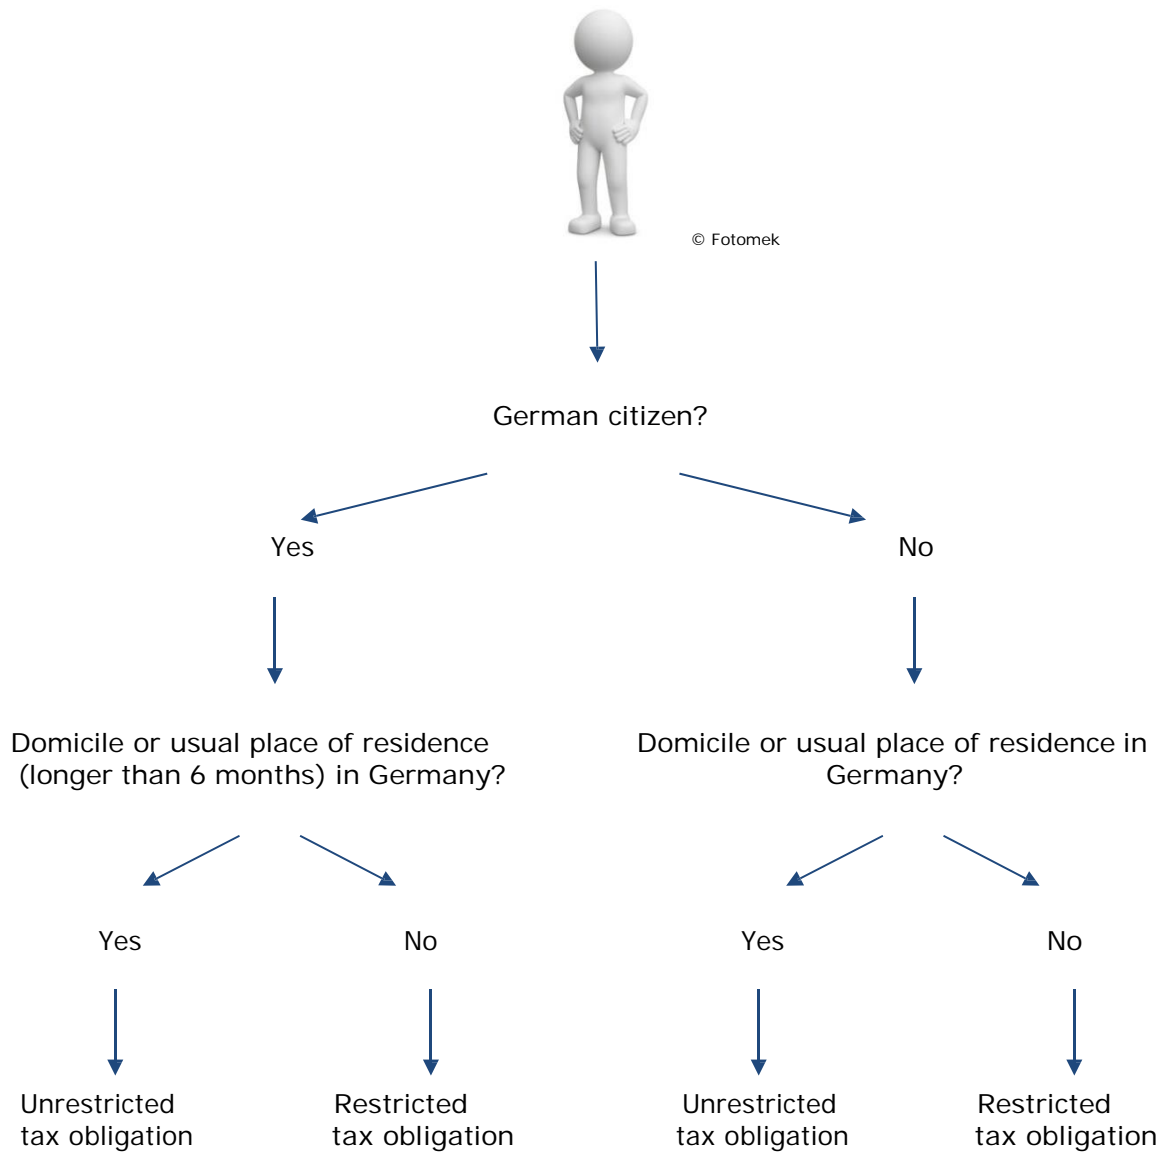 © Fotomek
German citizen?
Yes
No
Domicile or usual place of residence
(longer than 6 months) in Germany?
Domicile or usual place of residence in
Germany?
Yes
No
Yes
No
Unrestricted
tax obligation
Restricted
tax obligation
Unrestricted
tax obligation
Restricted
tax obligation